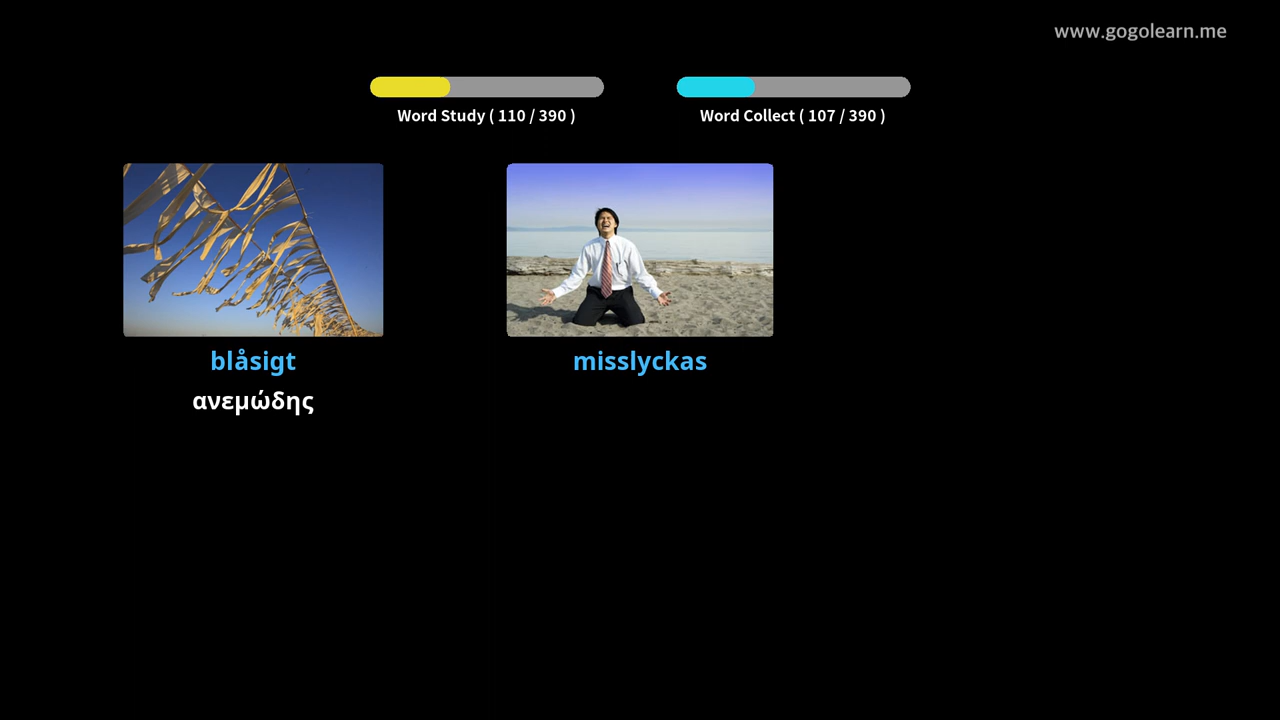 www.gogolearn.me
Word Study ( 110 / 390 )
Word Collect ( 107 / 390 )
blåsigt
ανεμώδης
misslyckas